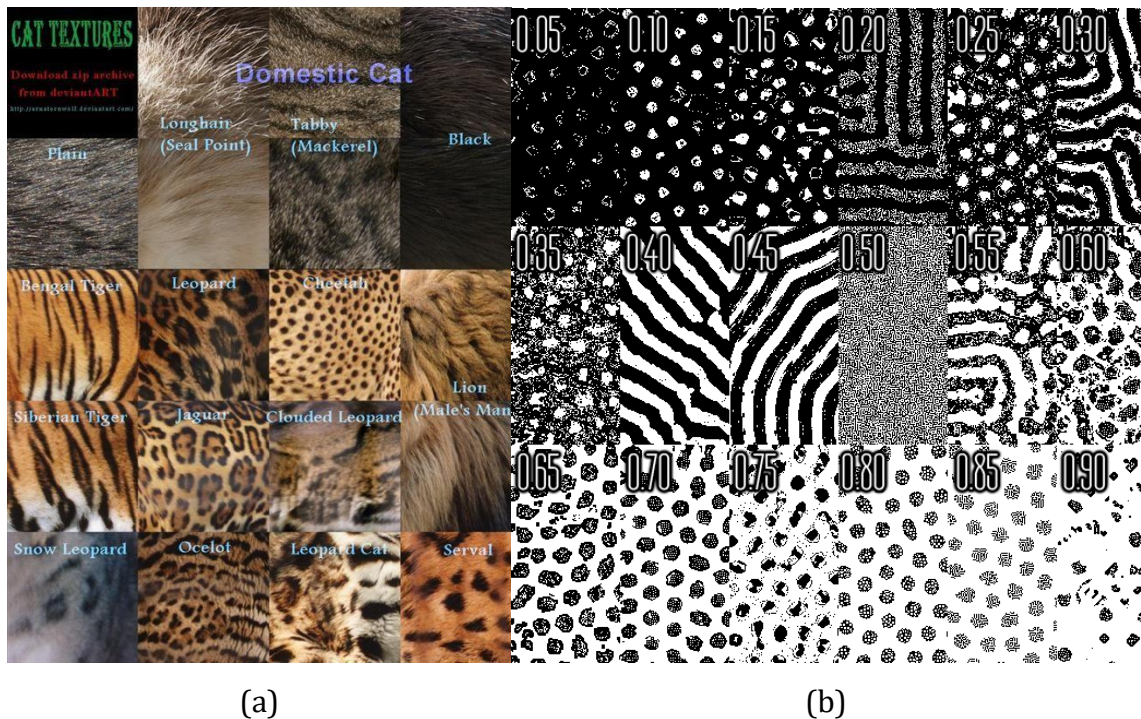 CAT TEXTURES
Download zip archive
from deviantART
Domestic Cat
Longhair
(Seal Point)
Tabby
(Mackerel)
Black
Plain
Bengal Tiger
Leopard
Cheetah
Lion
(Male's Man
Siberian Tiger
Jaguar
Clouded Leopard
Snow Leopard
Ocelot
Leopard Cat
Serval
(a)
0.05 0.10 0.15 0.20 0.25 0.30
0.35 0.40 0.45 0.50 0.55 0.60
0.65 0.70 0.75 0.80 0.85 0.90
(b)